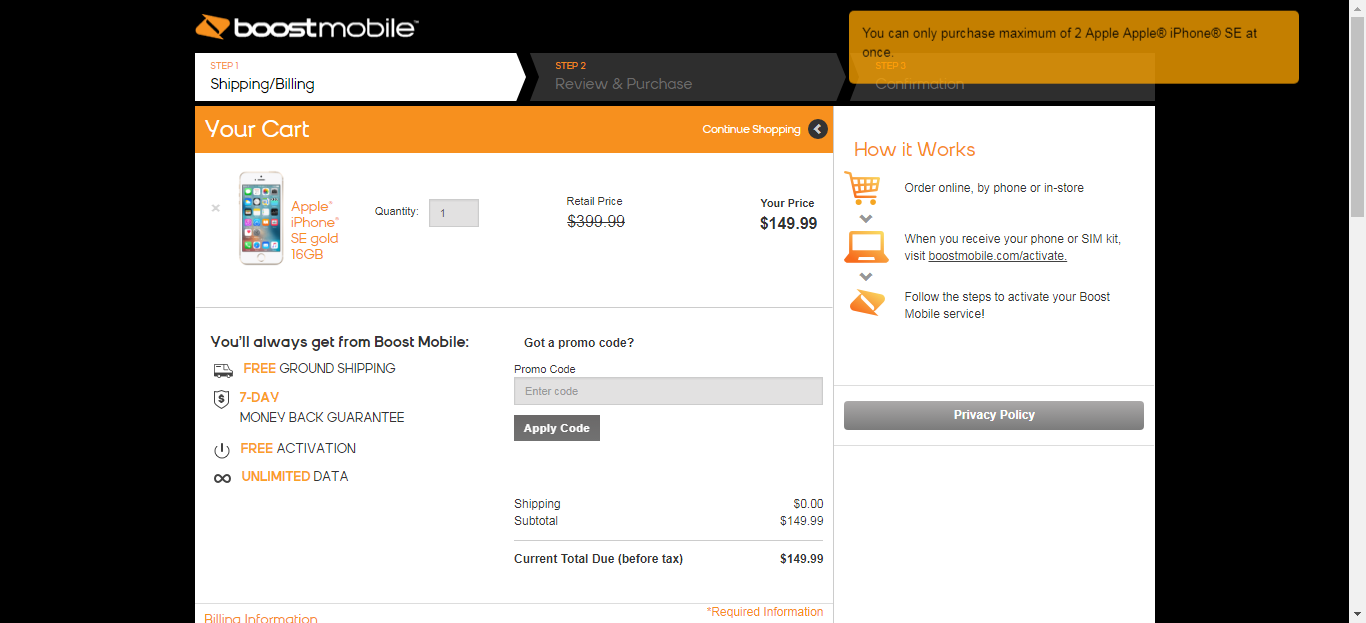 boostmobile™
You can only purchase maximum of 2 Apple Apple® iPhone® SE at
once.
STEP 1
Shipping/Billing
STEP 2
Review & Purchase
STEP 3
Confirmation
Your Cart
Continue Shopping
Apple®
iPhone®
SE gold
16GB
Quantity:
1
Retail Price
$399.99
Your Price
$149.99
You'll always get from Boost Mobile:
FREE GROUND SHIPPING
7-DAY
MONEY BACK GUARANTEE
FREE ACTIVATION
UNLIMITED DATA
Got a promo code?
Promo Code
Enter code
Apply Code
Shipping $0.00
Subtotal $149.99
Current Total Due (before tax) $149.99
*Required Information
Billing Information
How it Works
Order online, by phone or in-store
When you receive your phone or SIM kit,
visit boostmobile.com/activate.
Follow the steps to activate your Boost
Mobile service!
Privacy Policy